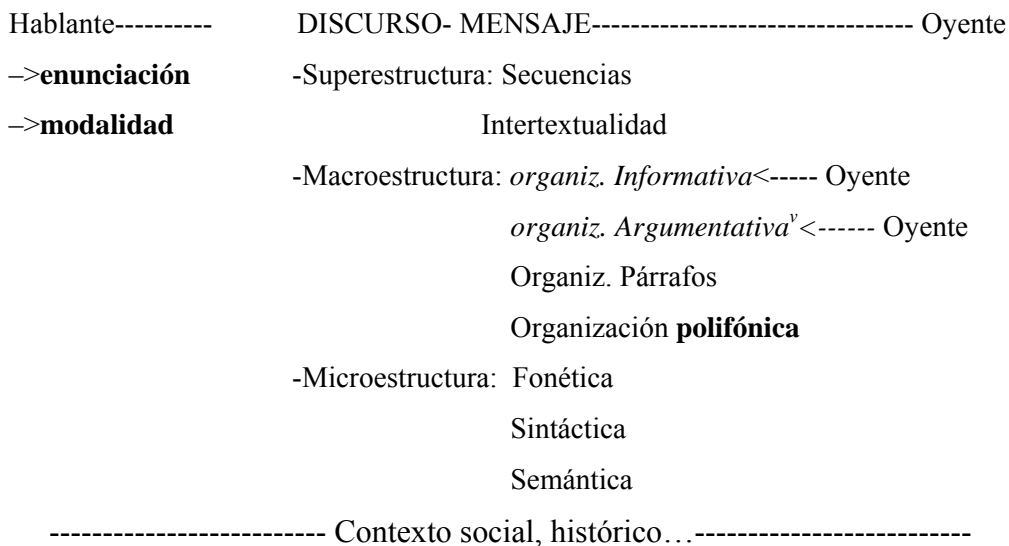 Hablante---------- DISCURSO- MENSAJE--------------------------------- Oyente
–>enunciación -Superestructura: Secuencias
–>modalidad Intertextualidad
-Macroestructura: organiz. Informativa<----- Oyente
organiz. Argumentativaᵛ<------ Oyente
Organiz. Párrafos
Organización polifónica
-Microestructura: Fonética
Sintáctica
Semántica
-------------------------- Contexto social, histórico…--------------------------